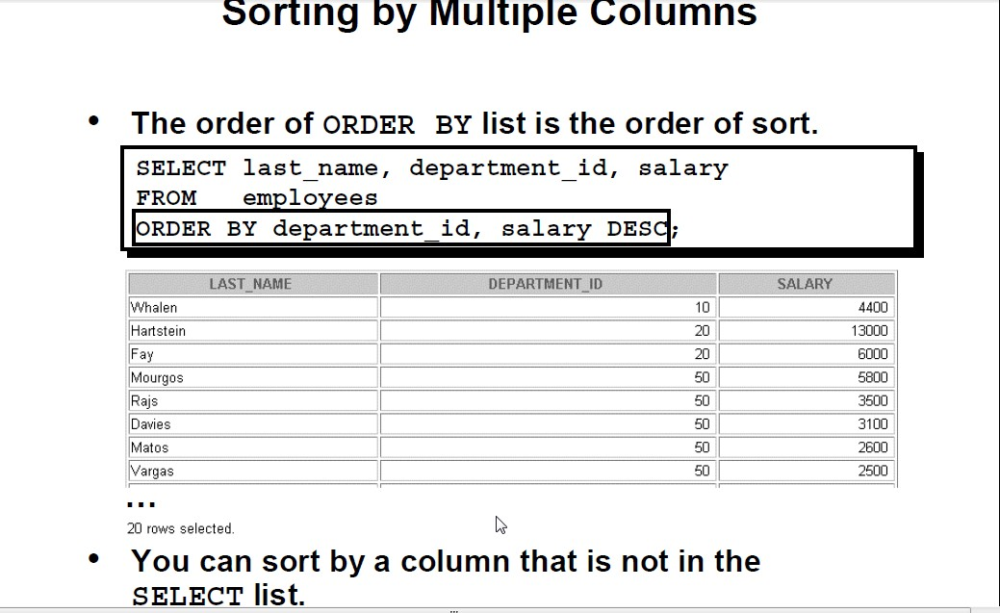 Sorting by Multiple Columns
• The order of ORDER BY list is the order of sort.
SELECT last_name, department_id, salary
FROM employees
ORDER BY department_id, salary DESC;
LAST_NAME DEPARTMENT_ID SALARY
Whalen 10 4400
Hartstein 20 13000
Fay 20 6000
Mourgos 50 5800
Rajs 50 3500
Davies 50 3100
Matos 50 2600
Vargas 50 2500
...
20 rows selected.
• You can sort by a column that is not in the
SELECT list.